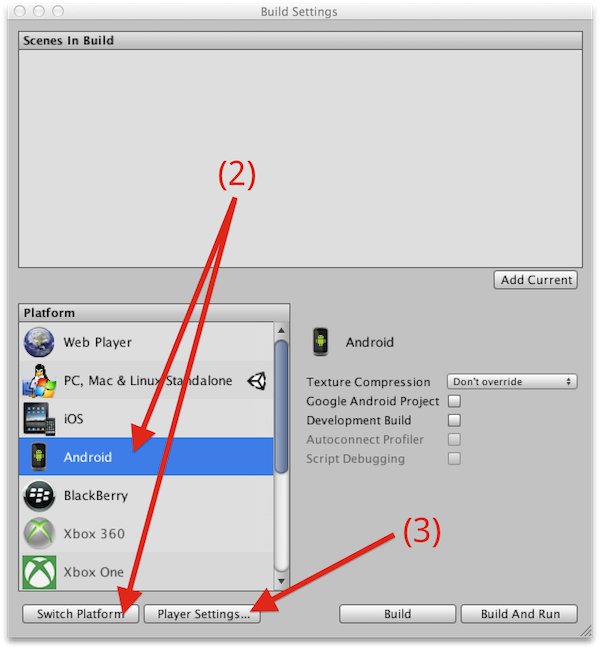 Build Settings
Scenes In Build
(2)
Add Current
Platform
Web Player
PC, Mac & Linux Standalone
iOS
Android
BlackBerry
Xbox 360
Xbox One
Android
Texture Compression Don't override
Google Android Project
Development Build
Autoconnect Profiler
Script Debugging
(3)
Switch Platform Player Settings... Build Build And Run